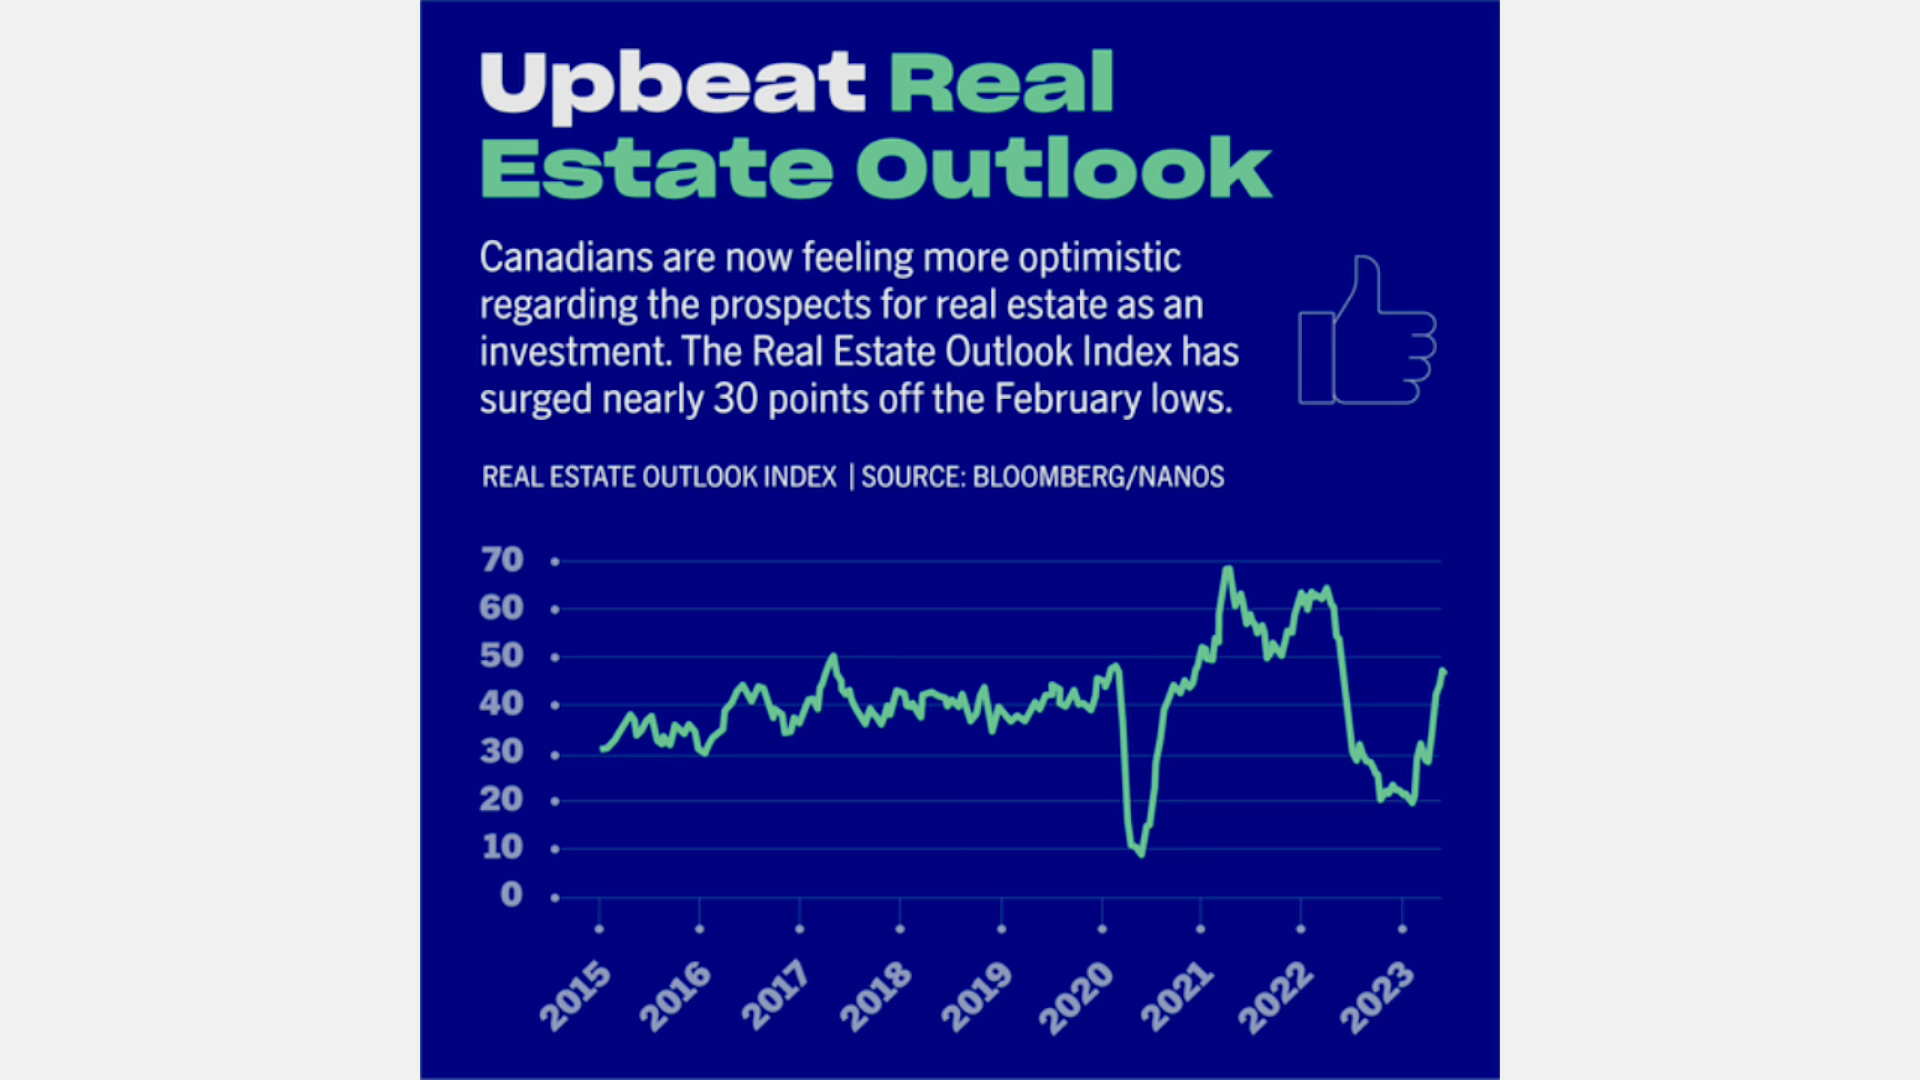 Upbeat Real
Estate Outlook
Canadians are now feeling more optimistic
regarding the prospects for real estate as an
investment. The Real Estate Outlook Index has
surged nearly 30 points off the February lows.
REAL ESTATE OUTLOOK INDEX | SOURCE: BLOOMBERG/NANOS
70
60
50
40
30
20
10
0
2015
2016
2017
2018
2019
2020
2021
2022
2023